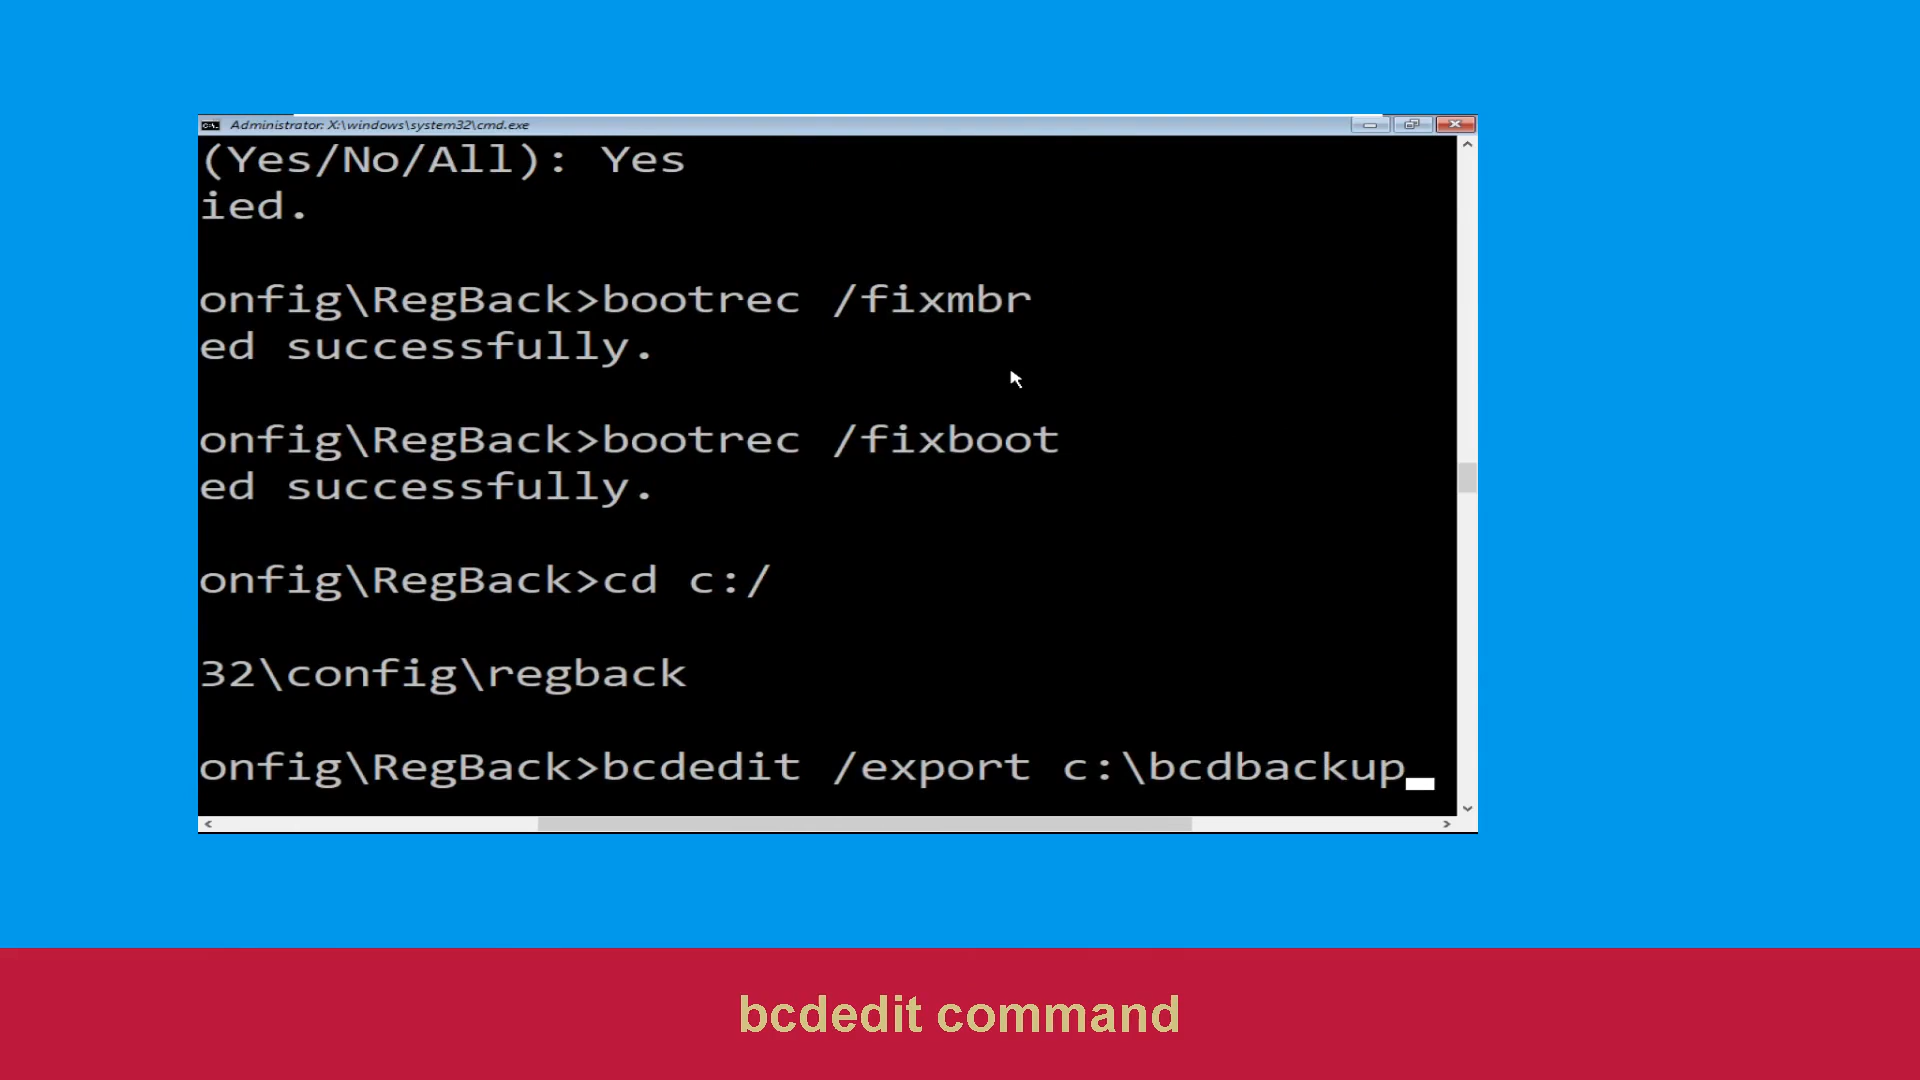 Administrator: X:\windows\system32\cmd.exe
(Yes/No/All): Yes
ied.
onfig\RegBack>bootrec /fixmbr
ed successfully.
onfig\RegBack>bootrec /fixboot
ed successfully.
onfig\RegBack>cd c:/
32\config\regback
onfig\RegBack>bcdedit /export c:\bcdbackup
bcdedit command